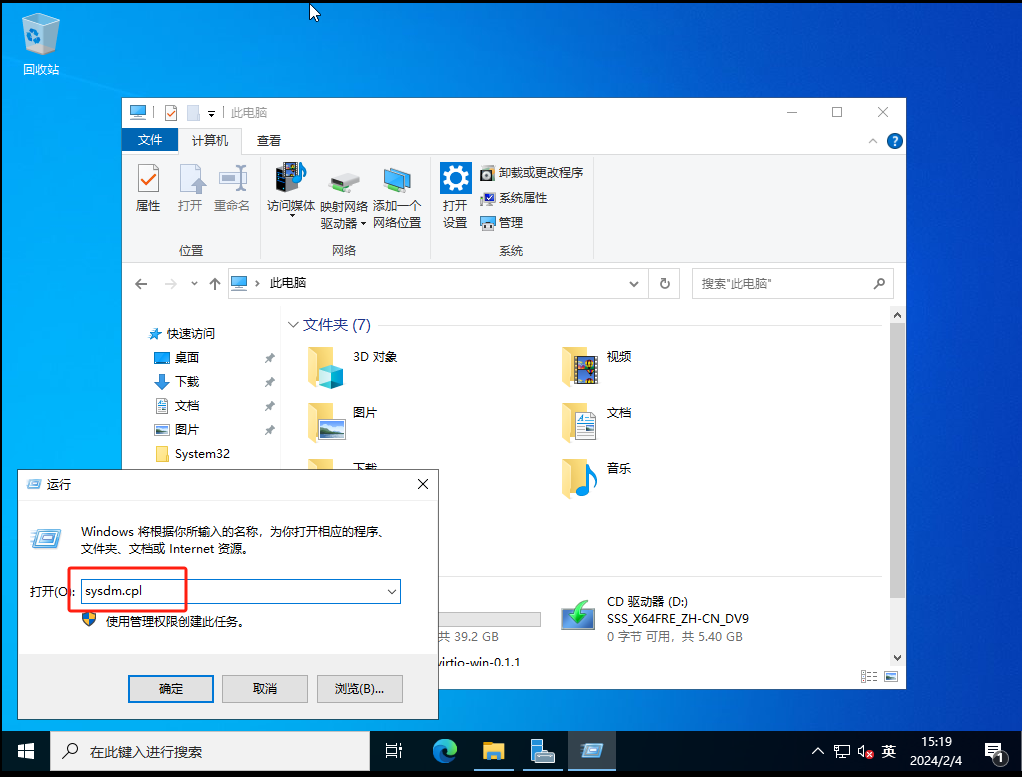 回收站
此电脑
文件
计算机
查看
属性
打开
重命名
访问媒体
映射网络
驱动器
添加一个
网络位置
打开
设置
卸载或更改程序
系统属性
管理
位置
网络
系统
此电脑
搜索"此电脑"
快速访问
桌面
下载
文档
图片
System32
文件夹 (7)
3D 对象
视频
图片
文档
下载
音乐
CD 驱动器 (D:)
SSS_X64FRE_ZH-CN_DV9
0 字节 可用，共 5.40 GB
共 39.2 GB
virtio-win-0.1.1
运行
Windows 将根据你所输入的名称，为你打开相应的程序、
文件夹、文档或 Internet 资源。
打开(O):
sysdm.cpl
使用管理权限创建此任务。
确定
取消
浏览(B)...
在此键入进行搜索
英
15:19
2024/2/4
1